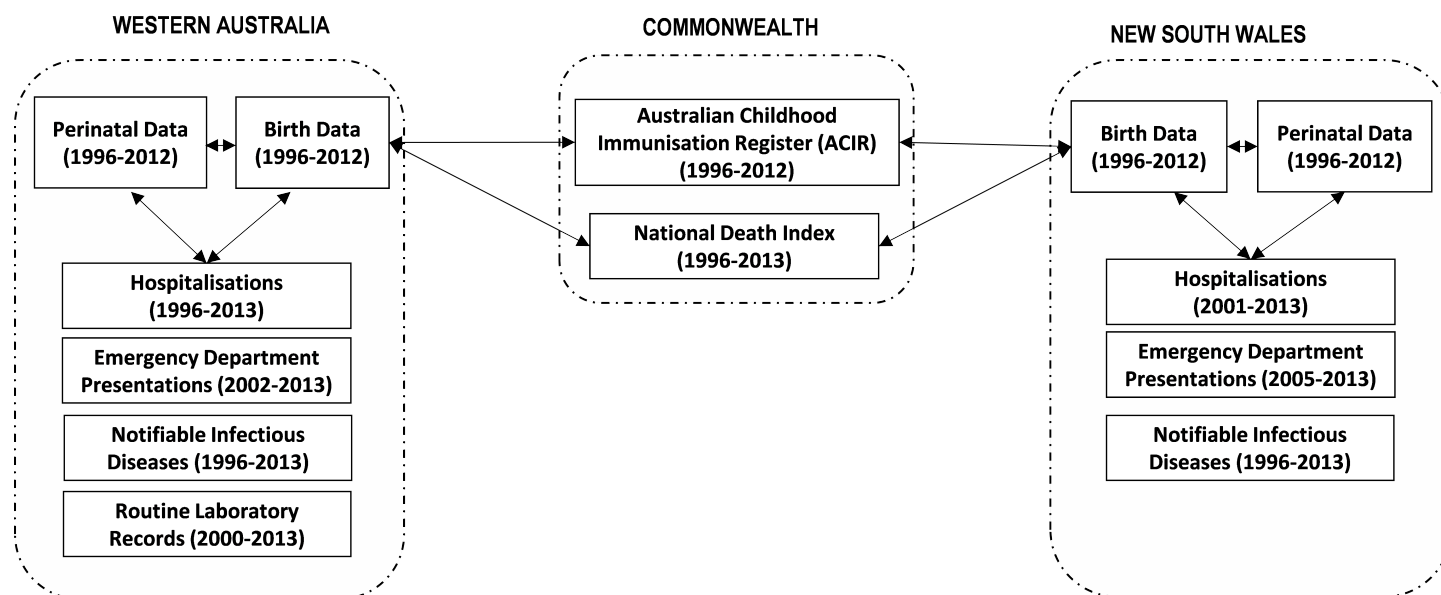 WESTERN AUSTRALIA
Perinatal Data
(1996-2012)
Birth Data
(1996-2012)
Hospitalisations
(1996-2013)
Emergency Department
Presentations (2002-2013)
Notifiable Infectious
Diseases (1996-2013)
Routine Laboratory
Records (2000-2013)
COMMONWEALTH
Australian Childhood
Immunisation Register (ACIR)
(1996-2012)
National Death Index
(1996-2013)
NEW SOUTH WALES
Birth Data
(1996-2012)
Perinatal Data
(1996-2012)
Hospitalisations
(2001-2013)
Emergency Department
Presentations (2005-2013)
Notifiable Infectious
Diseases (1996-2013)